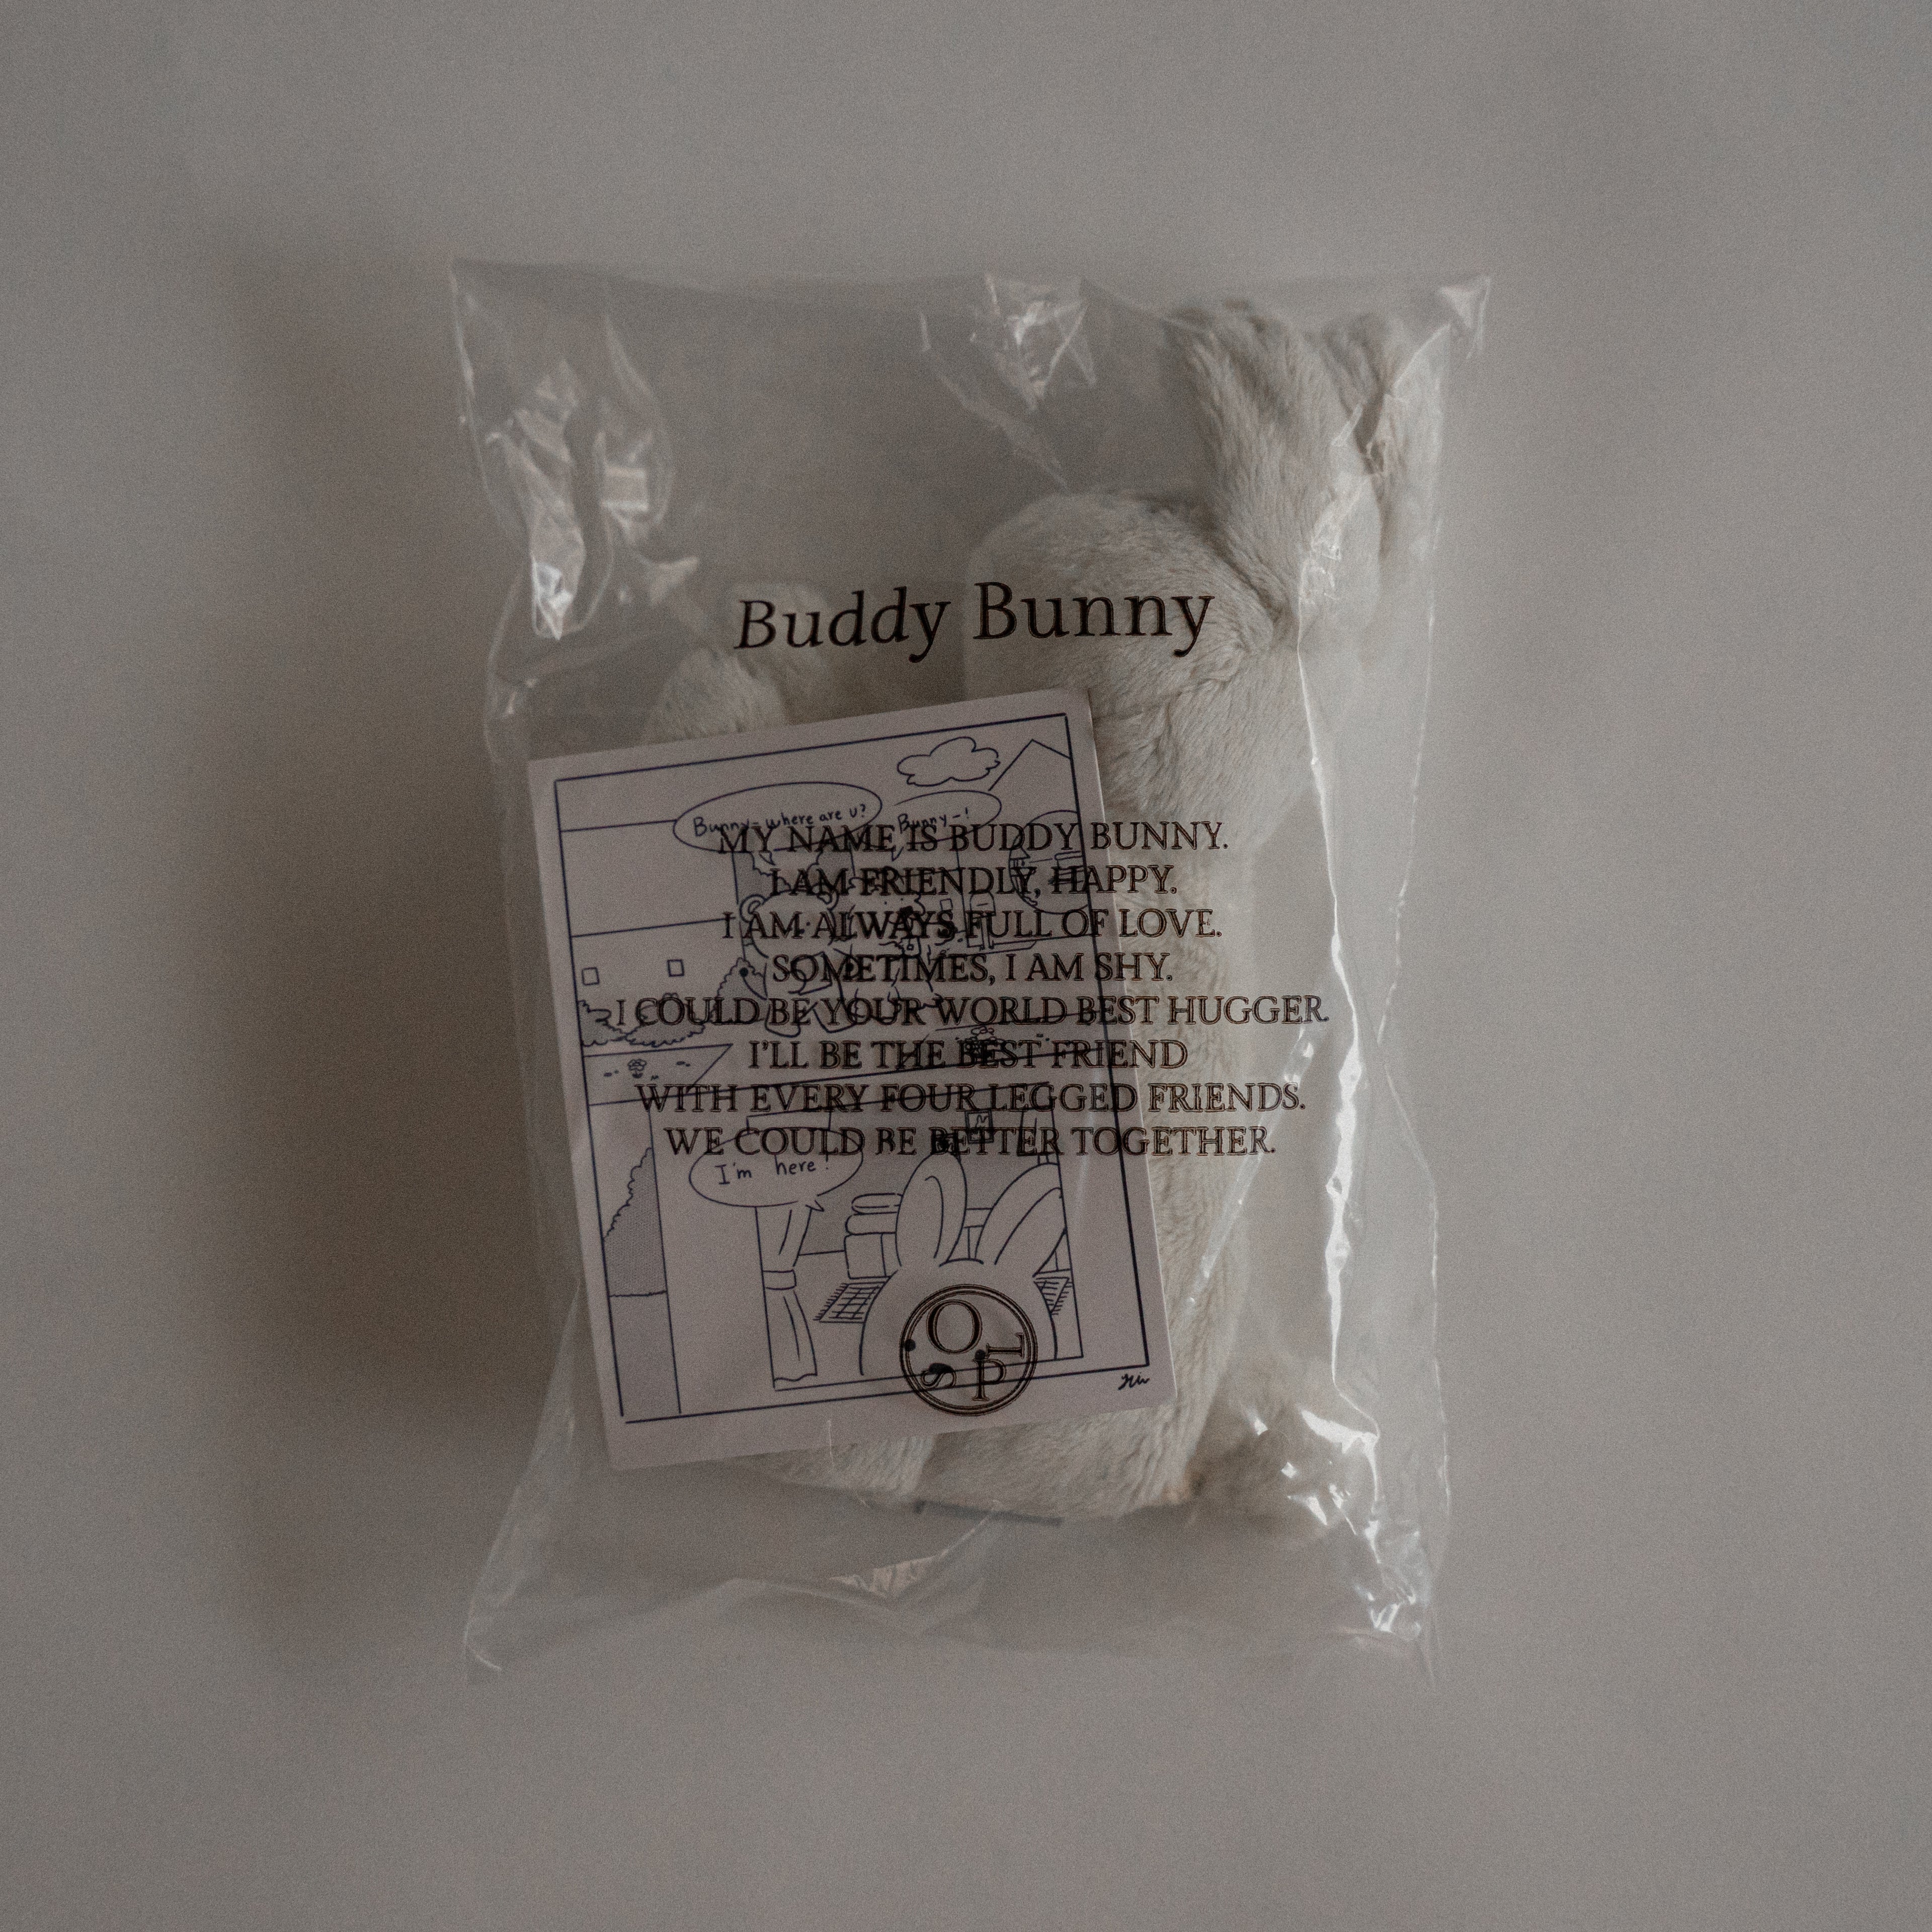 Buddy Bunny
Bunny- where are u?
Bunny-!
MY NAME IS BUDDY BUNNY.
I AM FRIENDLY, HAPPY.
I AM ALWAYS FULL OF LOVE.
SOMETIMES, I AM SHY.
I COULD BE YOUR WORLD BEST HUGGER.
I'LL BE THE BEST FRIEND
WITH EVERY FOUR LEGGED FRIENDS.
WE COULD BE BETTER TOGETHER.
I'm here!
O L
S P